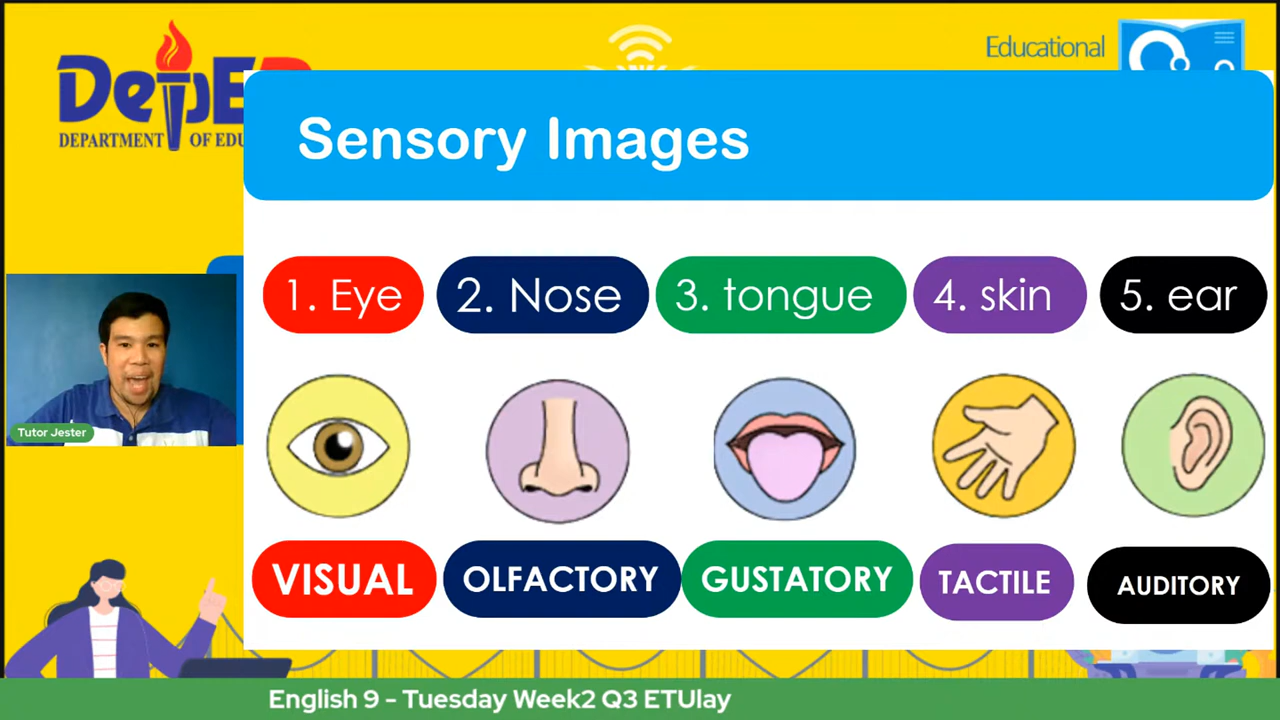 DepED
DEPARTMENT OF EDU
Educational
Sensory Images
1. Eye
2. Nose
3. tongue
4. skin
5. ear
Tutor Jester
VISUAL
OLFACTORY
GUSTATORY
TACTILE
AUDITORY
English 9 - Tuesday Week2 Q3 ETUlay